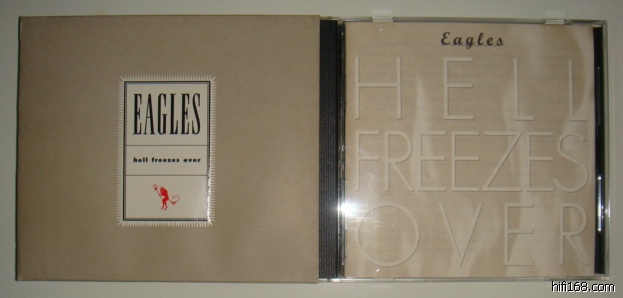 EAGLES
hell freezes over
Eagles
HELL
FREEZES
OVER
hifi168.com